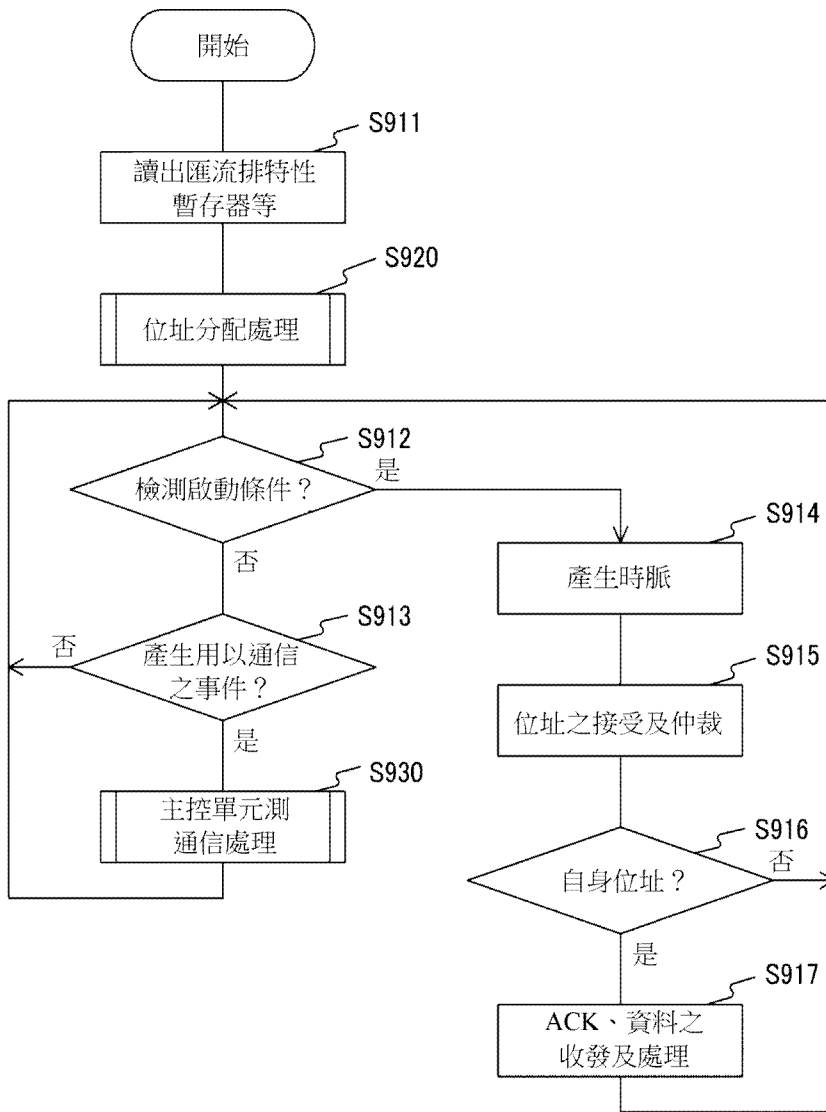 開始
S911
讀出匯流排特性
暫存器等
S920
位址分配處理
S912
檢測啟動條件？
是
否
S913
產生用以通信
之事件？
否
是
S930
主控單元測
通信處理
S914
產生時脈
S915
位址之接受及仲裁
S916
自身位址？
否
是
S917
ACK、資料之
收發及處理